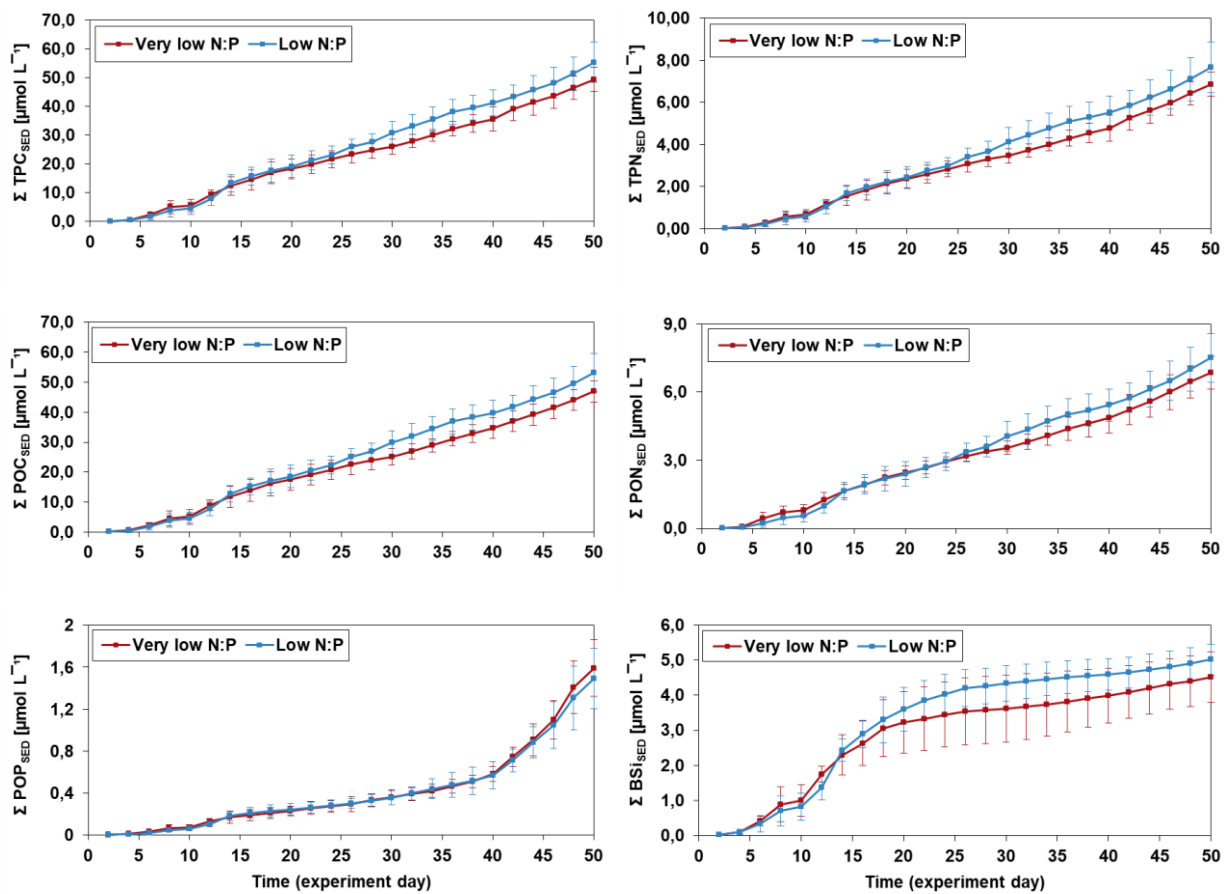 Σ TPC_SED [µmol L⁻¹]
70,0
60,0
50,0
40,0
30,0
20,0
10,0
0,0
Very low N:P Low N:P
0 5 10 15 20 25 30 35 40 45 50
Σ TPN_SED [µmol L⁻¹]
10,00
8,00
6,00
4,00
2,00
0,00
Very low N:P Low N:P
0 5 10 15 20 25 30 35 40 45 50
Σ POC_SED [µmol L⁻¹]
70,0
60,0
50,0
40,0
30,0
20,0
10,0
0,0
Very low N:P Low N:P
0 5 10 15 20 25 30 35 40 45 50
Σ PON_SED [µmol L⁻¹]
9,0
6,0
3,0
0,0
Very low N:P Low N:P
0 5 10 15 20 25 30 35 40 45 50
Σ POP_SED [µmol L⁻¹]
2
1,6
1,2
0,8
0,4
0
Very low N:P Low N:P
0 5 10 15 20 25 30 35 40 45 50
Time (experiment day)
Σ BSi_SED [µmol L⁻¹]
6,0
5,0
4,0
3,0
2,0
1,0
0,0
Very low N:P Low N:P
0 5 10 15 20 25 30 35 40 45 50
Time (experiment day)